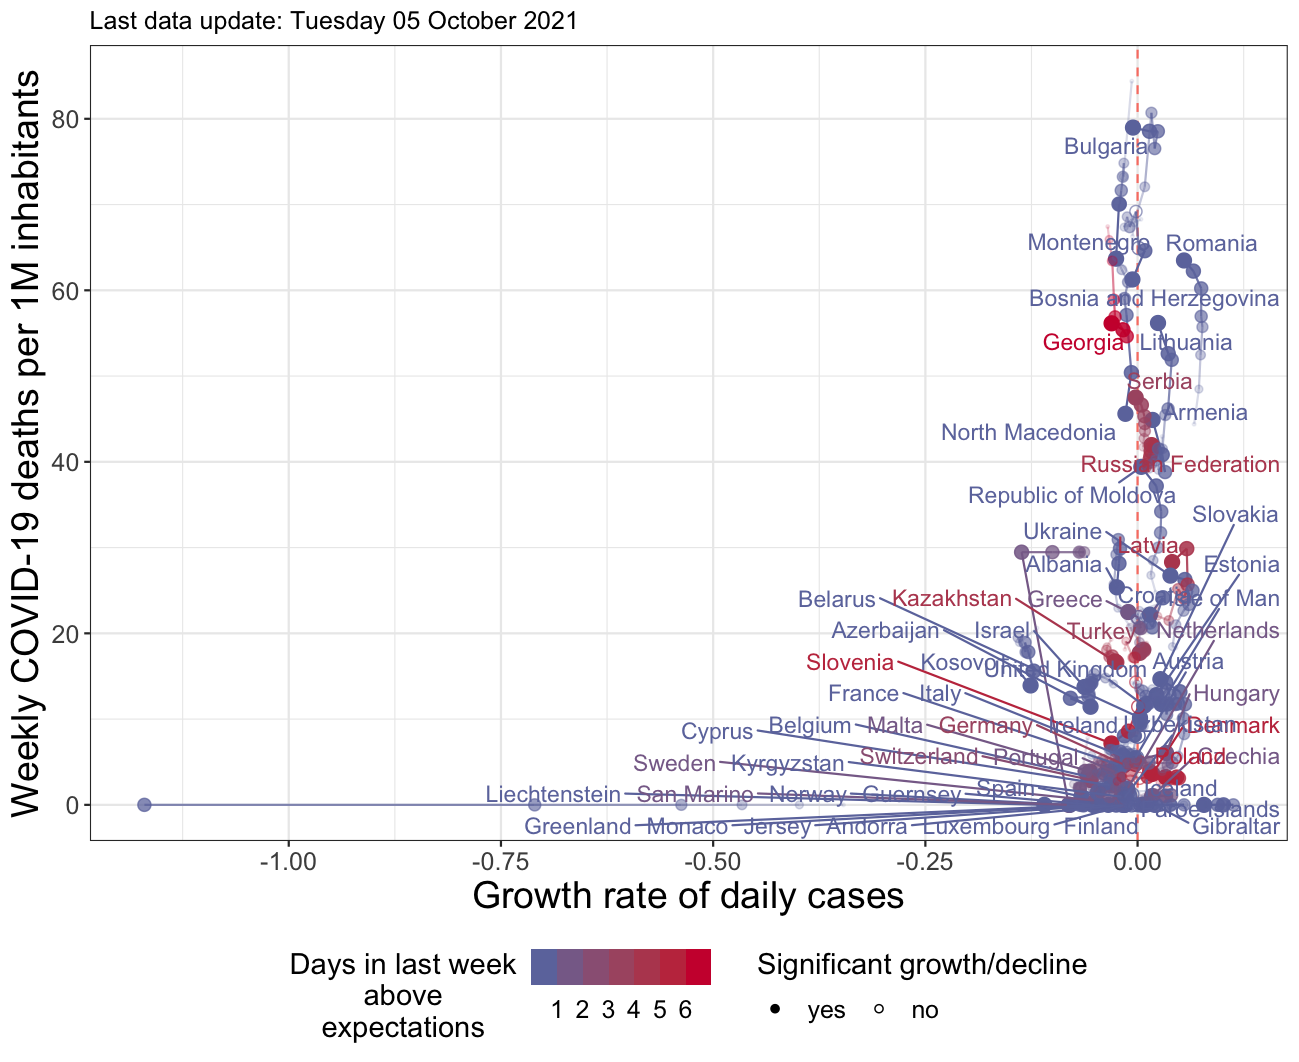 Last data update: Tuesday 05 October 2021
Weekly COVID-19 deaths per 1M inhabitants
80
60
40
20
0
Bulgaria
Montenegro
Romania
Bosnia and Herzegovina
Georgia
Lithuania
Serbia
Armenia
North Macedonia
Russian Federation
Republic of Moldova
Slovakia
Ukraine
Latvia
Albania
Estonia
Belarus
Kazakhstan
Greece
Croatia
Isle of Man
Azerbaijan
Israel
Turkey
Netherlands
Slovenia
Kosovo
United Kingdom
Austria
France
Italy
Hungary
Cyprus
Belgium
Malta
Germany
Ireland
Uzbekistan
Denmark
Sweden
Kyrgyzstan
Switzerland
Portugal
Poland
Czechia
Liechtenstein
San Marino
Norway
Guernsey
Spain
Iceland
Faroe Islands
Greenland
Monaco
Jersey
Andorra
Luxembourg
Finland
Gibraltar
-1.00
-0.75
-0.50
-0.25
0.00
Growth rate of daily cases
Days in last week
above
expectations
1 2 3 4 5 6
Significant growth/decline
yes
no